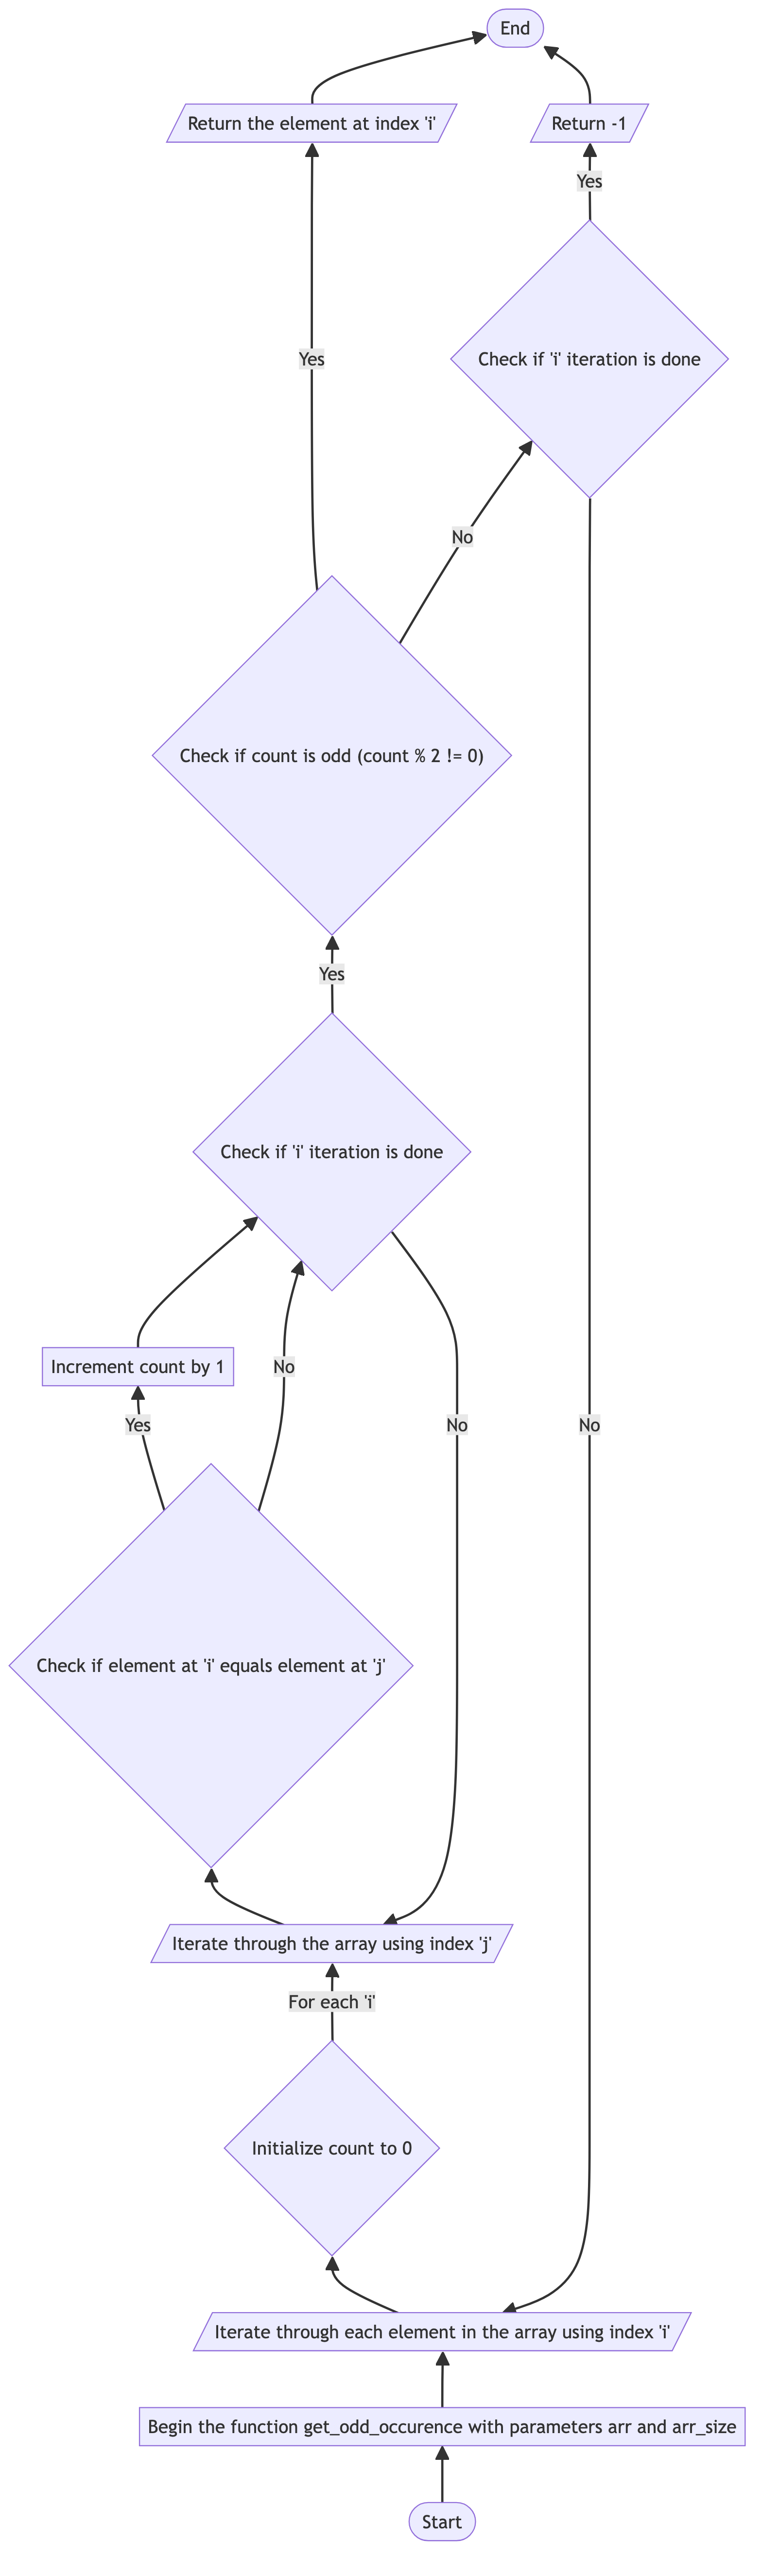 End
Return the element at index 'i'
Return -1
Yes
Check if 'i' iteration is done
Yes
No
Check if count is odd (count % 2 != 0)
Yes
Check if 'i' iteration is done
Increment count by 1
No
Yes
No
No
Check if element at 'i' equals element at 'j'
Iterate through the array using index 'j'
For each 'i'
Initialize count to 0
Iterate through each element in the array using index 'i'
Begin the function get_odd_occurence with parameters arr and arr_size
Start